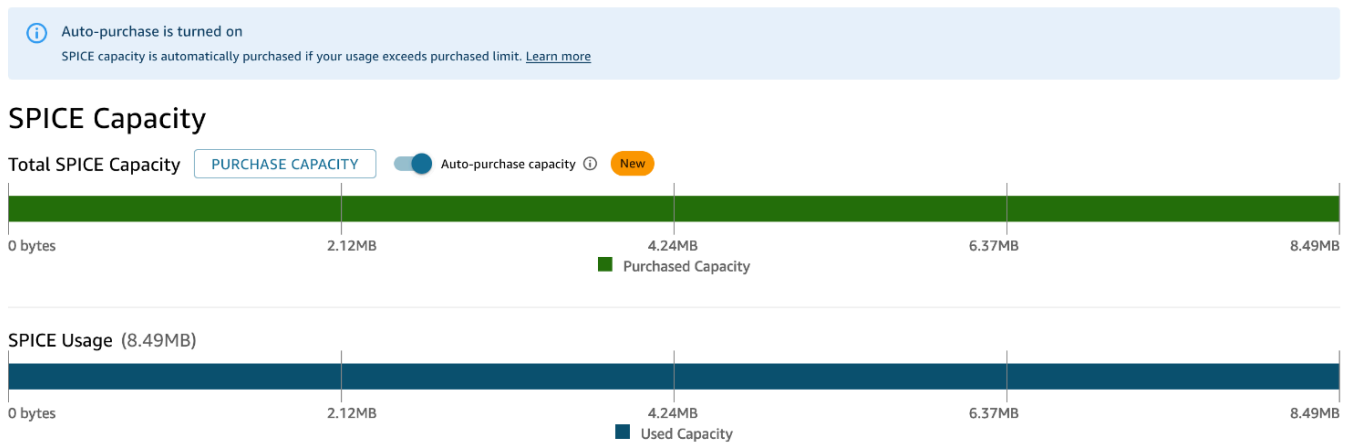 Auto-purchase is turned on
SPICE capacity is automatically purchased if your usage exceeds purchased limit. Learn more
SPICE Capacity
Total SPICE Capacity PURCHASE CAPACITY Auto-purchase capacity New
0 bytes 2.12MB 4.24MB 6.37MB 8.49MB
Purchased Capacity
SPICE Usage (8.49MB)
0 bytes 2.12MB 4.24MB 6.37MB 8.49MB
Used Capacity